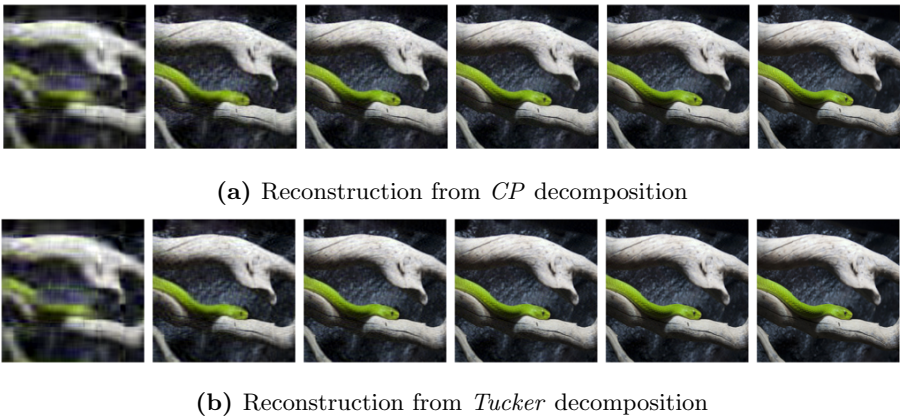 (a) Reconstruction from CP decomposition
(b) Reconstruction from Tucker decomposition